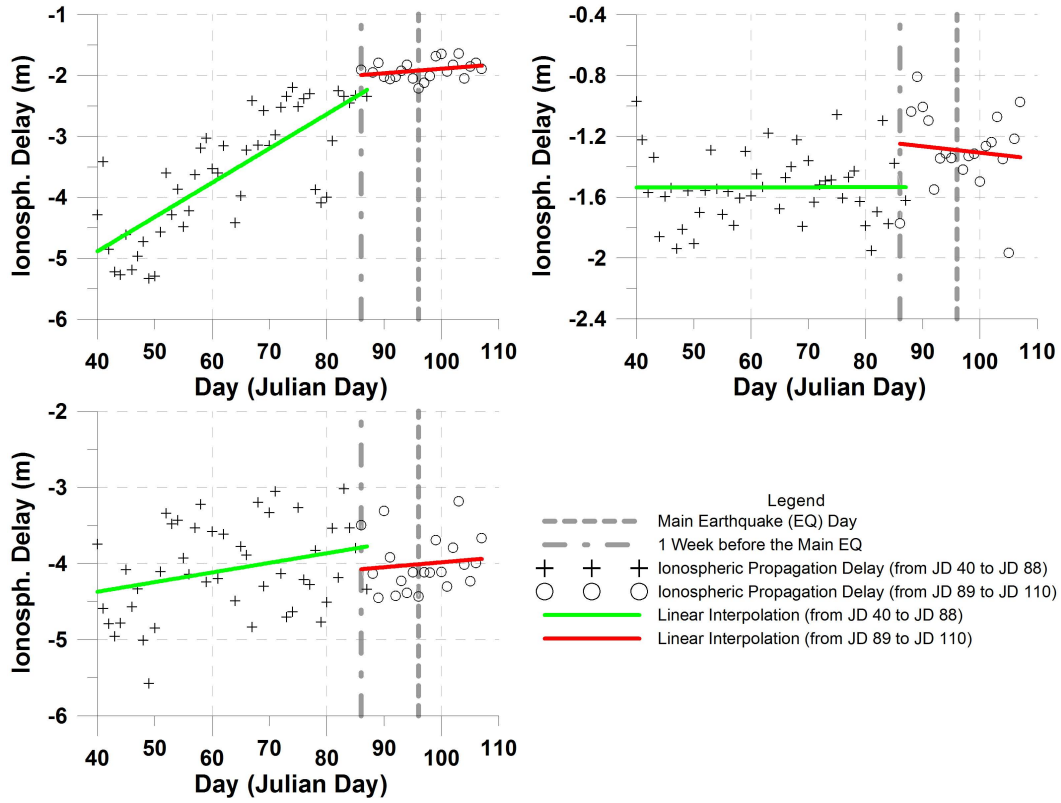 -1
-2
-3
-4
-5
-6
Ionosph. Delay (m)
40 50 60 70 80 90 100 110
Day (Julian Day)
-0.4
-0.8
-1.2
-1.6
-2
-2.4
Ionosph. Delay (m)
40 50 60 70 80 90 100 110
Day (Julian Day)
-2
-3
-4
-5
-6
Ionosph. Delay (m)
40 50 60 70 80 90 100 110
Day (Julian Day)
Legend
Main Earthquake (EQ) Day
1 Week before the Main EQ
Ionospheric Propagation Delay (from JD 40 to JD 88)
Ionospheric Propagation Delay (from JD 89 to JD 110)
Linear Interpolation (from JD 40 to JD 88)
Linear Interpolation (from JD 89 to JD 110)